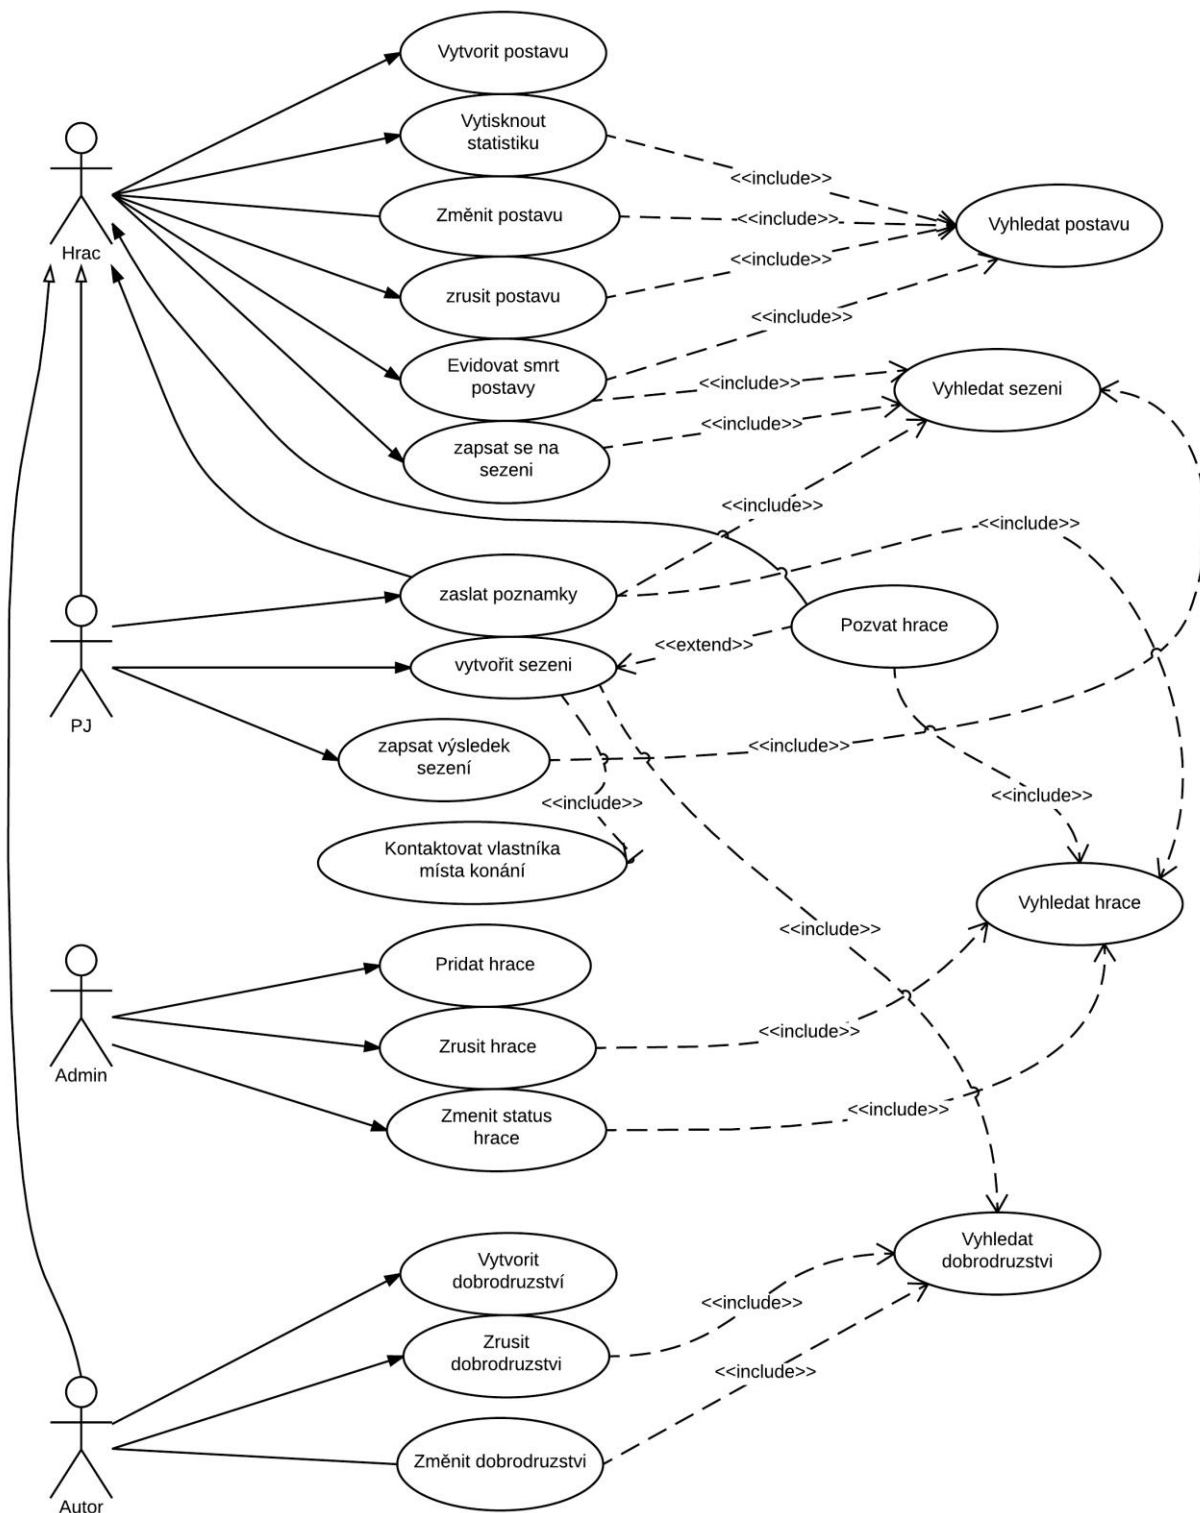 Vytvorit postavu
Vytisknout
statistiku
<<include>>
Změnit postavu
<<include>>
Vyhledat postavu
Hrac
<<include>>
zrusit postavu
<<include>>
Evidovat smrt
postavy
<<include>>
Vyhledat sezeni
<<include>>
zapsat se na
sezeni
<<include>>
<<include>>
zaslat poznamky
Pozvat hrace
<<extend>>
vytvořit sezeni
PJ
zapsat výsledek
sezení
<<include>>
<<include>>
<<include>>
Kontaktovat vlastníka
místa konání
Vyhledat hrace
<<include>>
Pridat hrace
<<include>>
Zrusit hrace
Admin
Zmenit status
hrace
<<include>>
Vyhledat
dobrodruzstvi
Vytvorit
dobrodruzství
<<include>>
Zrusit
dobrodruzstvi
<<include>>
Změnit dobrodruzstvi
Autor